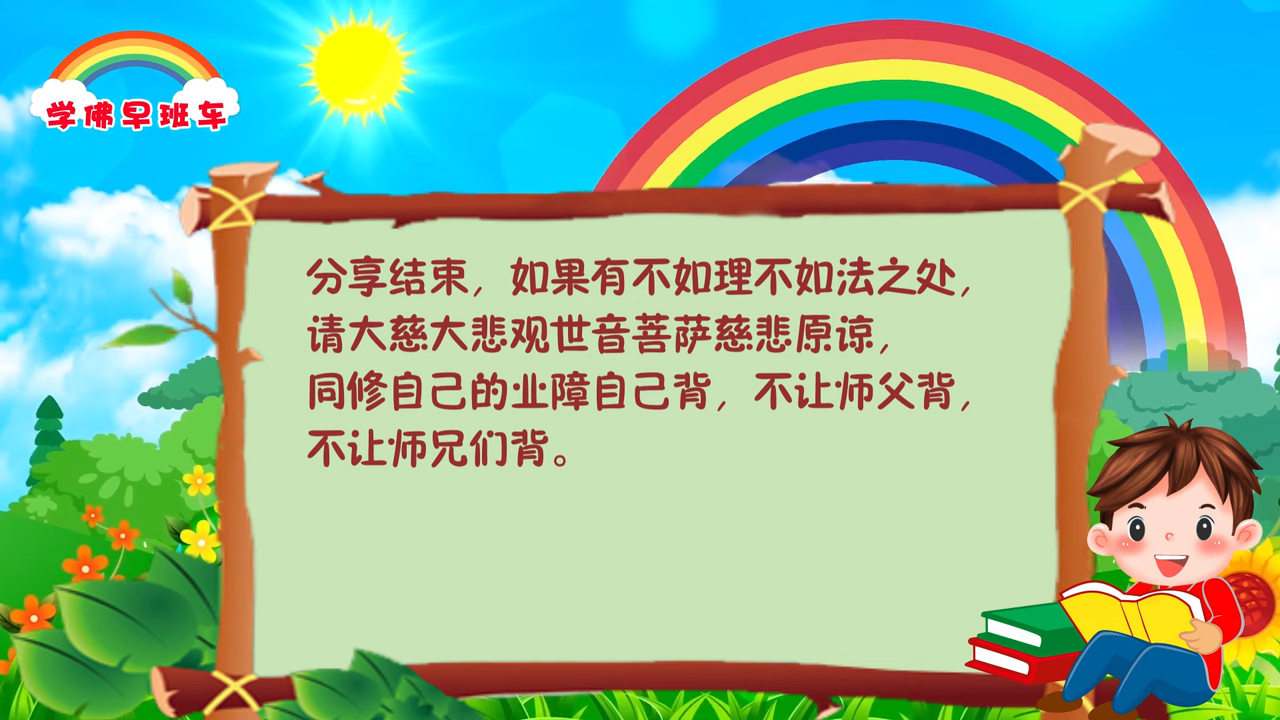 学佛早班车
分享结束，如果有不如理不如法之处，
请大慈大悲观世音菩萨慈悲原谅，
同修自己的业障自己背，不让师父背，
不让师兄们背。